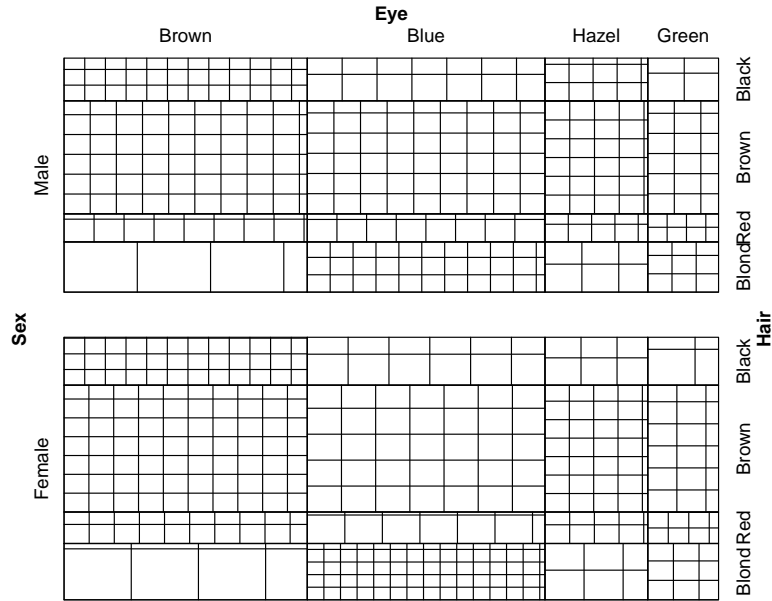 Eye
Brown Blue Hazel Green
Sex
Male
Female
Hair
Black
Brown
Red
Blond
Black
Brown
Red
Blond